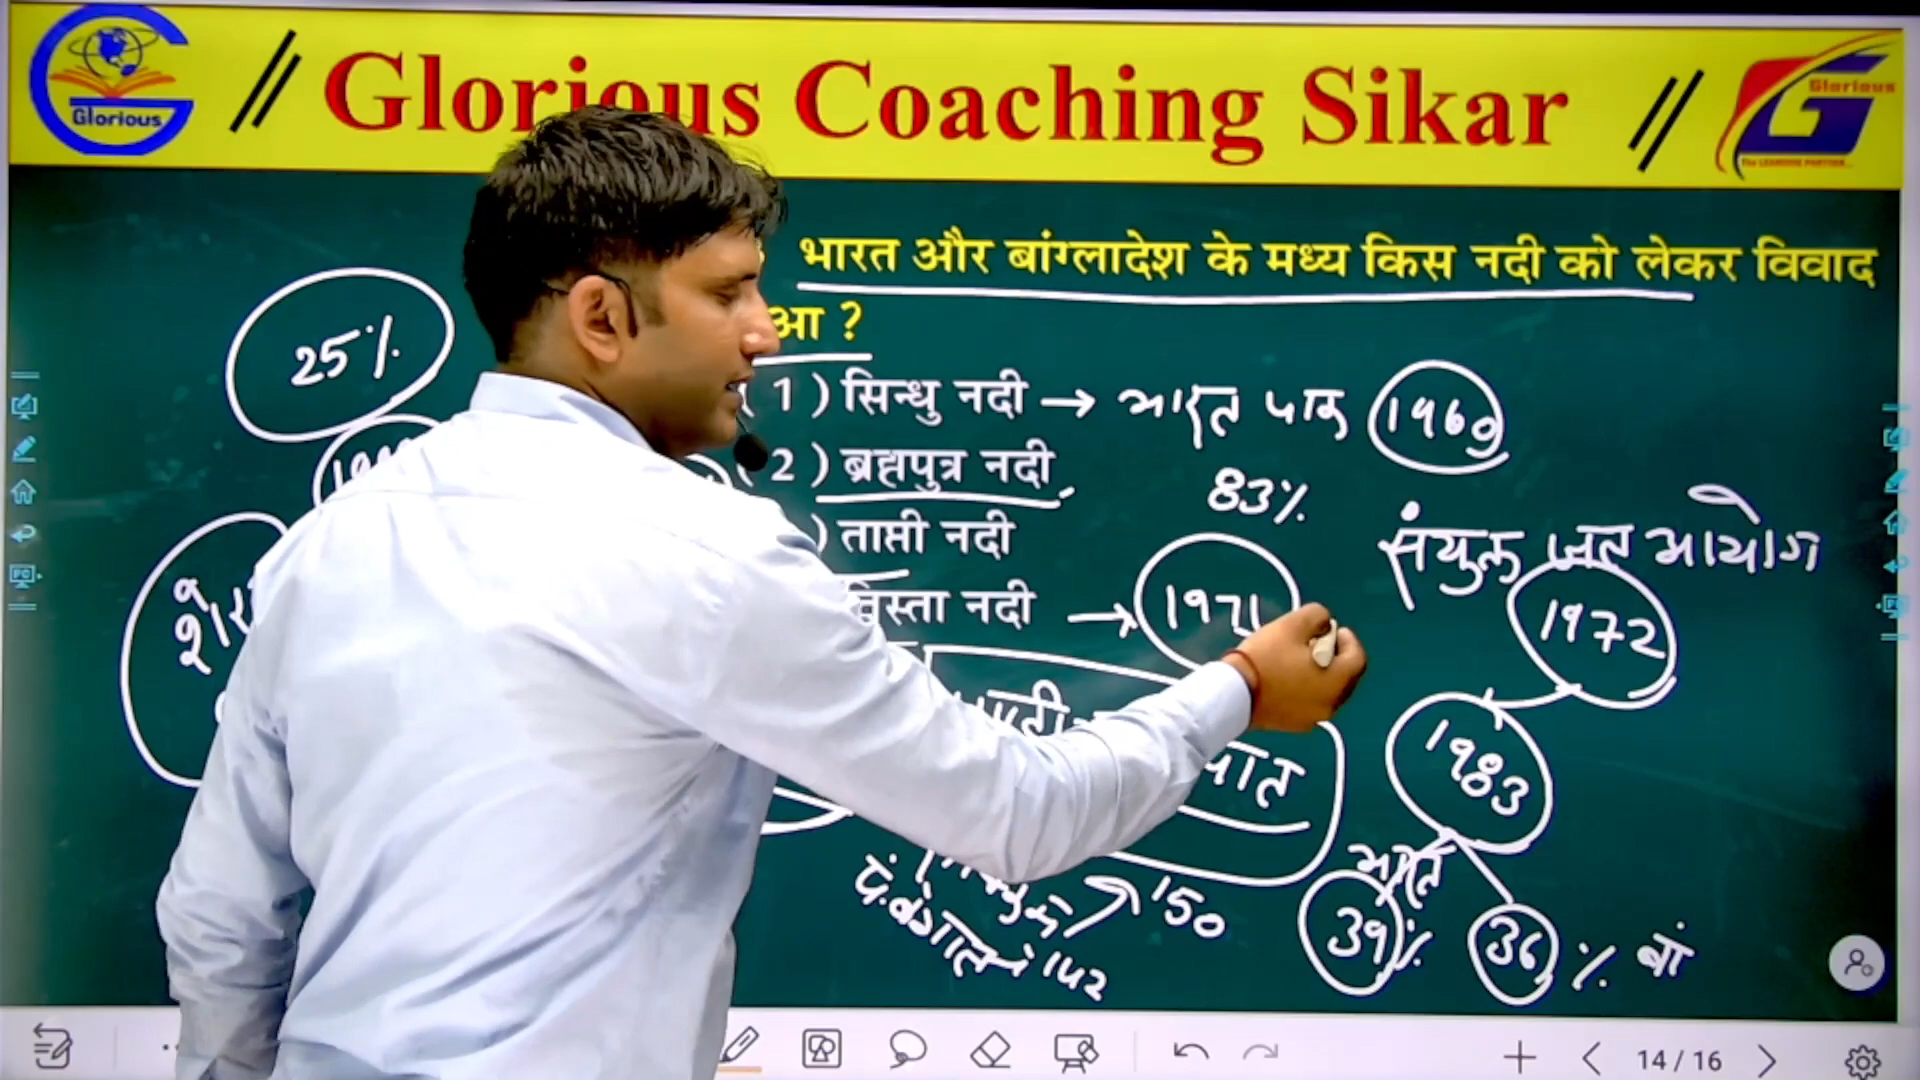 Glorious
// Glorious Coaching Sikar //
Glorious
भारत और बांग्लादेश के मध्य किस नदी को लेकर विवाद
आ ?
25%
1) सिन्धु नदी → भारत पाक 1960
(2) ब्रह्मपुत्र नदी
83%
) ताप्ती नदी
संयुक्त जल आयोग
स्ता नदी → 1971
1972
1983
भारत
39% 36% बां
150
पं. बंगाल में 142
14 / 16